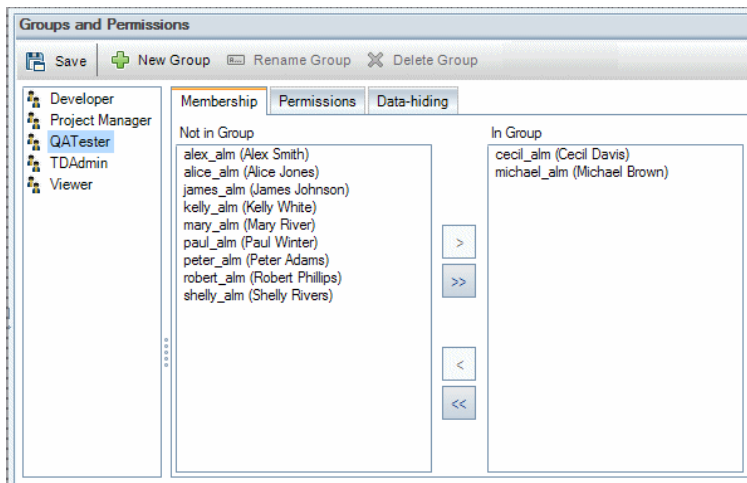 Groups and Permissions
Save New Group Rename Group Delete Group
Developer
Project Manager
QATester
TDAdmin
Viewer
Membership Permissions Data-hiding
Not in Group
alex_alm (Alex Smith)
alice_alm (Alice Jones)
james_alm (James Johnson)
kelly_alm (Kelly White)
mary_alm (Mary River)
paul_alm (Paul Winter)
peter_alm (Peter Adams)
robert_alm (Robert Phillips)
shelly_alm (Shelly Rivers)
>
>>
<
<<
In Group
cecil_alm (Cecil Davis)
michael_alm (Michael Brown)